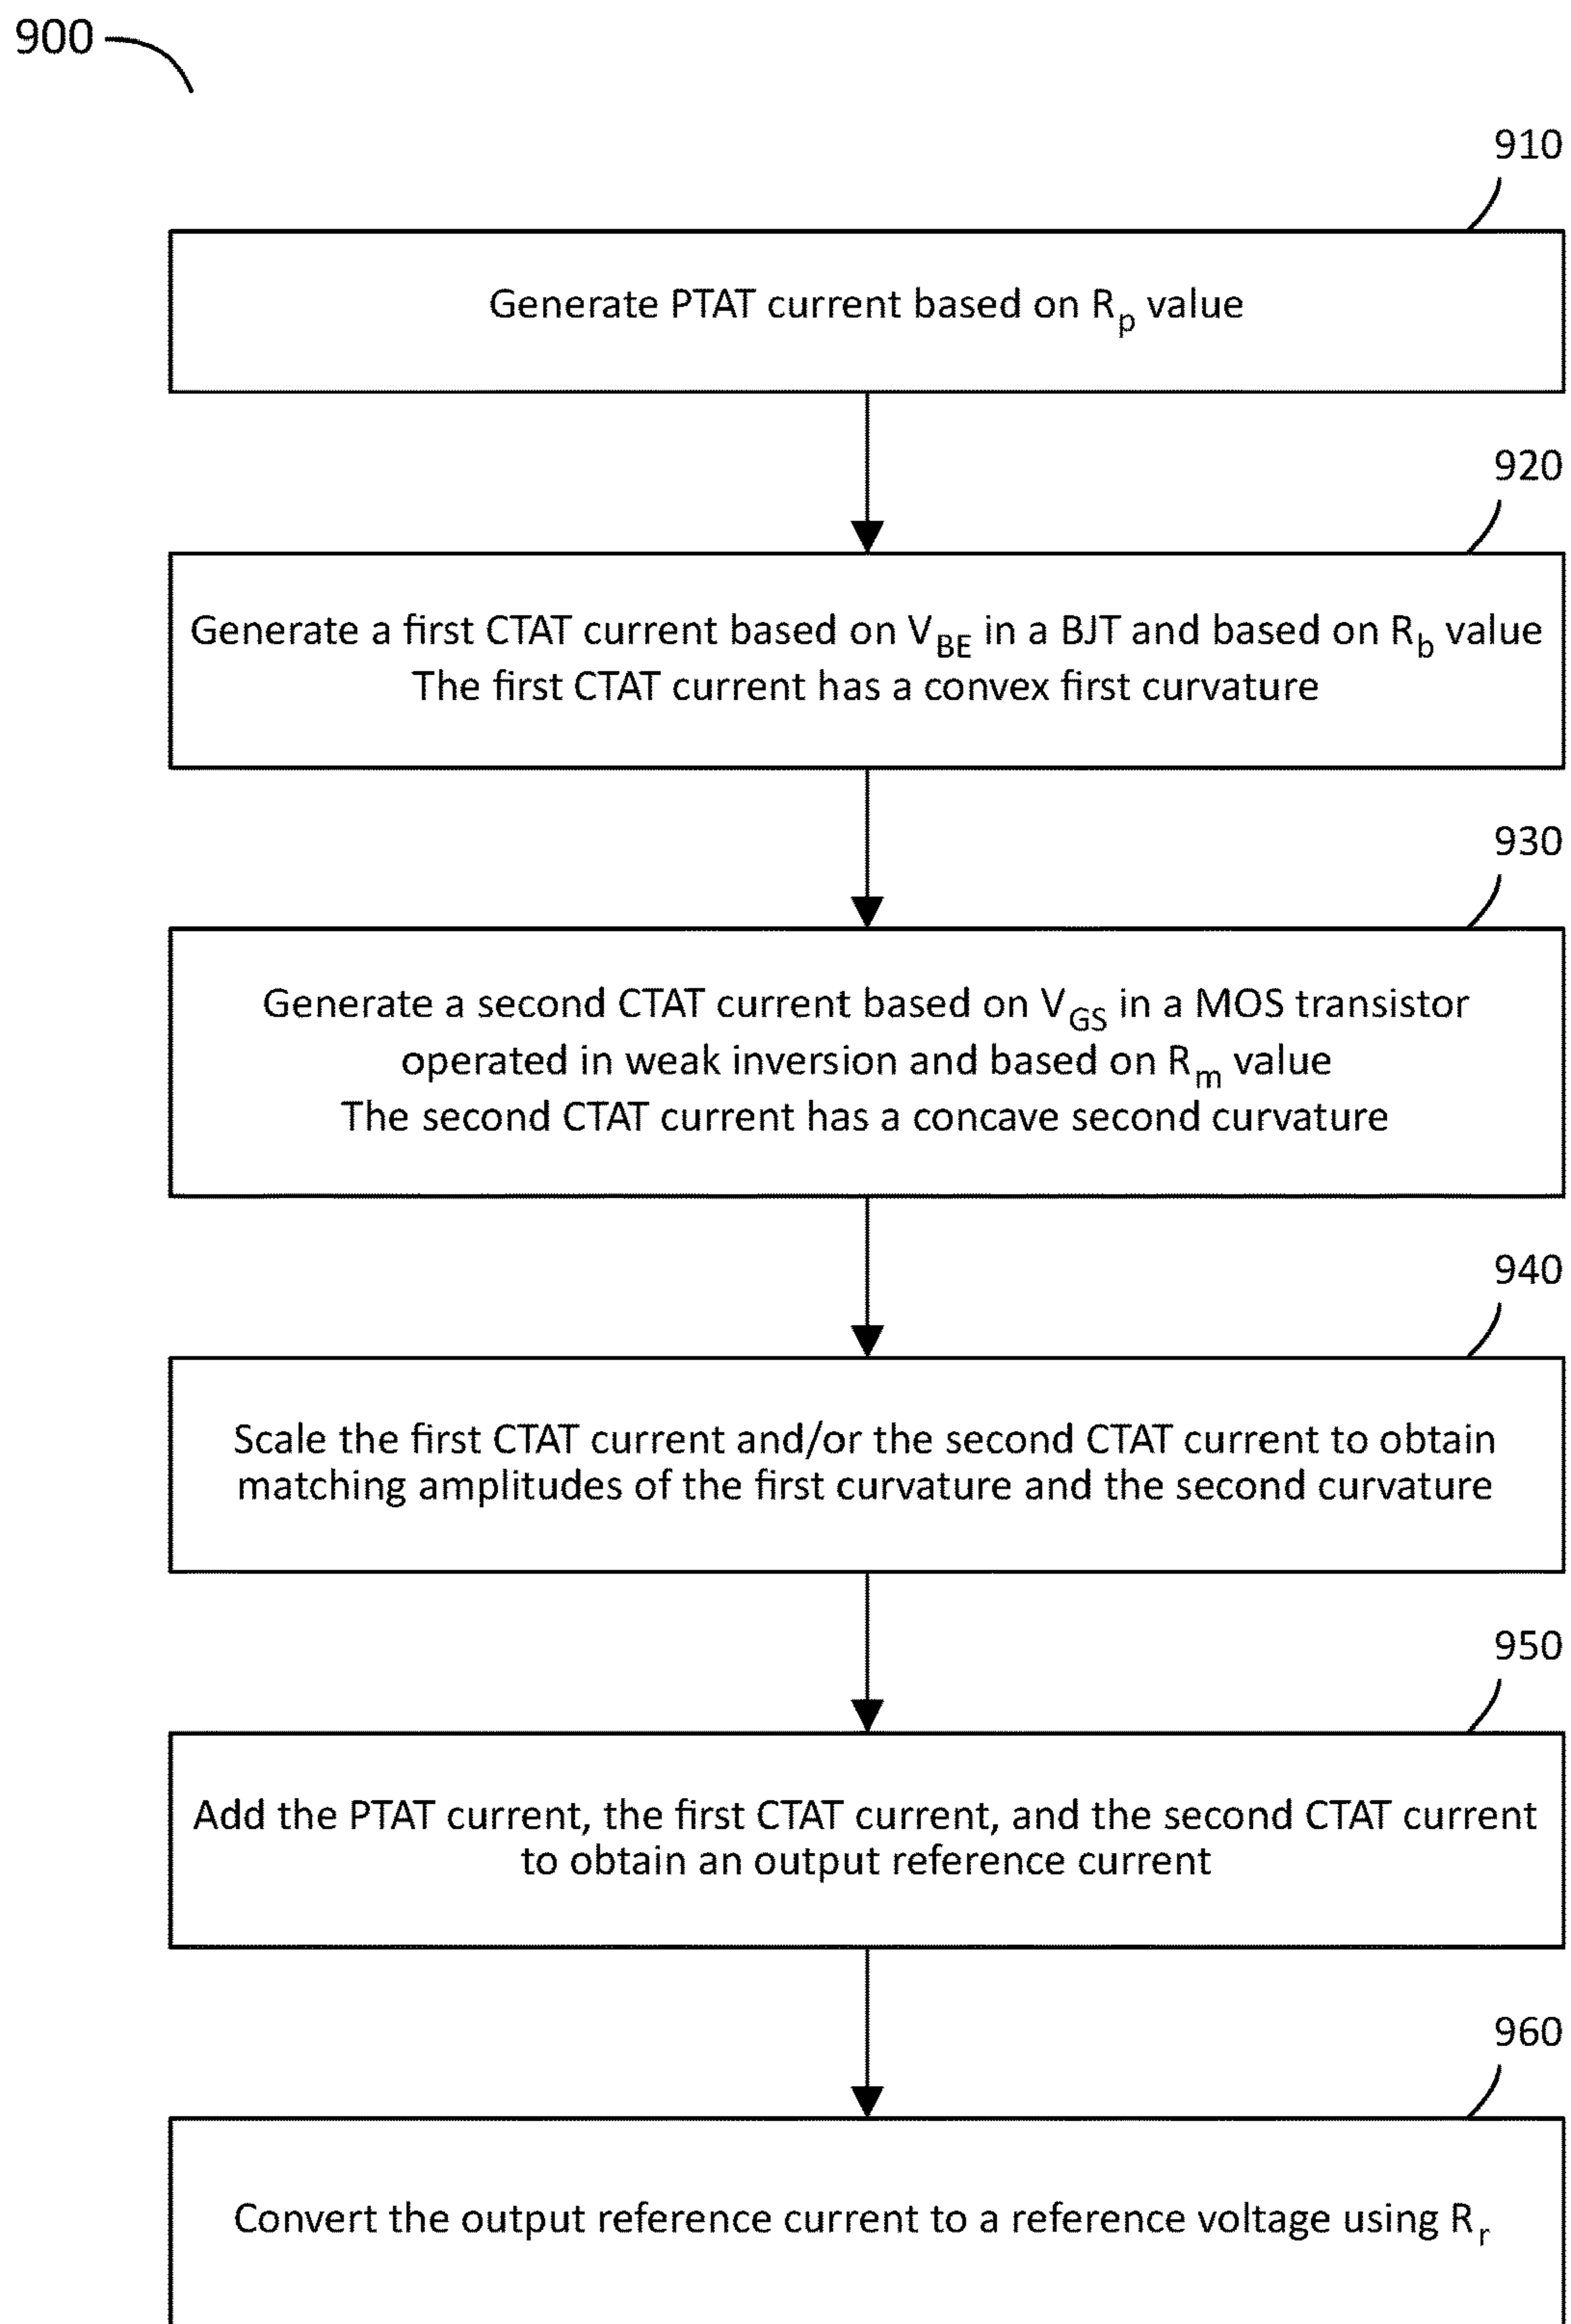 900
910
Generate PTAT current based on Rp value
920
Generate a first CTAT current based on VBE in a BJT and based on Rb value
The first CTAT current has a convex first curvature
930
Generate a second CTAT current based on VGS in a MOS transistor
operated in weak inversion and based on Rm value
The second CTAT current has a concave second curvature
940
Scale the first CTAT current and/or the second CTAT current to obtain
matching amplitudes of the first curvature and the second curvature
950
Add the PTAT current, the first CTAT current, and the second CTAT current
to obtain an output reference current
960
Convert the output reference current to a reference voltage using Rr